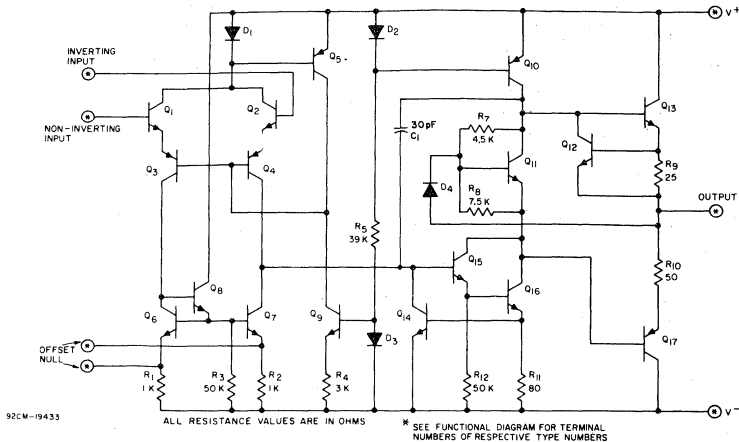 V+
D1
D2
INVERTING
INPUT
Q5
Q10
Q1
Q2
Q13
NON-INVERTING
INPUT
R7
4.5 K
30 pF
C1
Q12
Q3
Q4
Q11
R9
25
D4
R8
7.5 K
OUTPUT
R5
39 K
R10
50
Q15
Q8
Q16
Q6
Q7
Q9
Q14
Q17
D3
OFFSET
NULL
R1
1 K
R3
50 K
R2
1 K
R4
3 K
R12
50 K
R11
80
V-
92CM-19433
ALL RESISTANCE VALUES ARE IN OHMS
* SEE FUNCTIONAL DIAGRAM FOR TERMINAL
NUMBERS OF RESPECTIVE TYPE NUMBERS